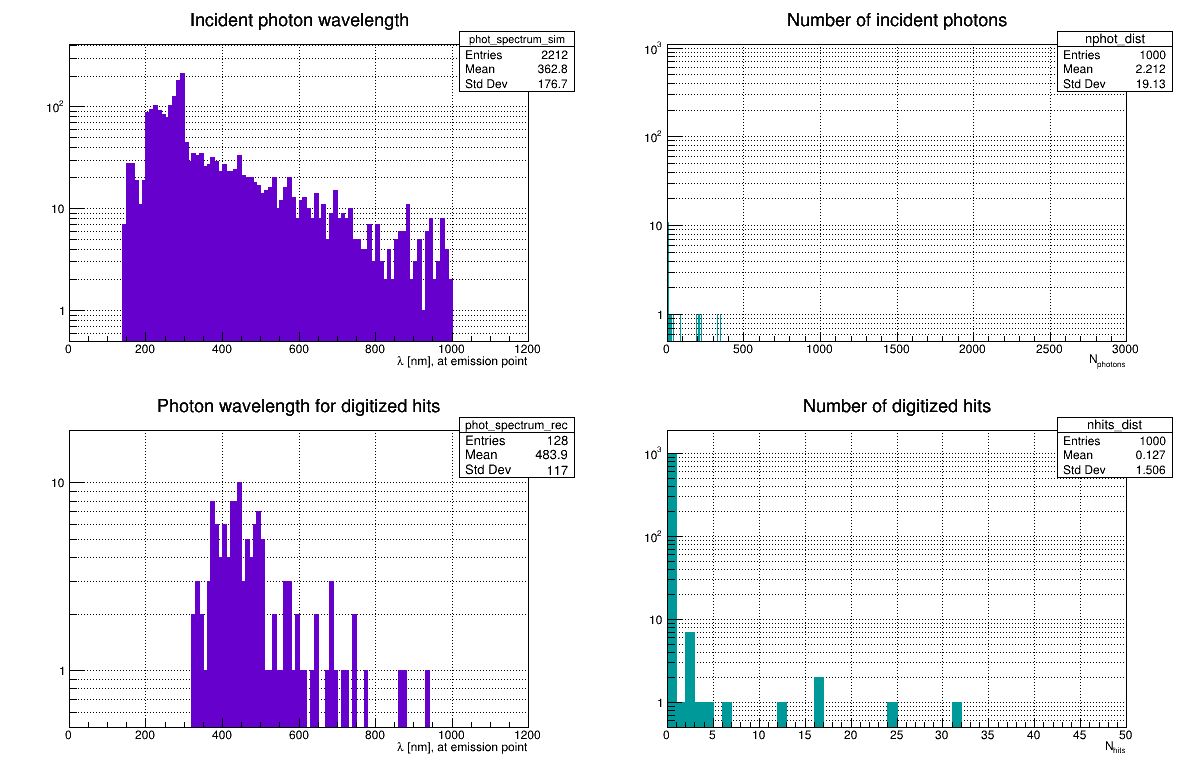 Incident photon wavelength
phot_spectrum_sim
Entries 2212
Mean 362.8
Std Dev 176.7
10²
10
1
0 200 400 600 800 1000 1200
λ [nm], at emission point
Number of incident photons
nphot_dist
Entries 1000
Mean 2.212
Std Dev 19.13
10³
10²
10
1
0 500 1000 1500 2000 2500 3000
N_photons
Photon wavelength for digitized hits
phot_spectrum_rec
Entries 128
Mean 483.9
Std Dev 117
10
1
0 200 400 600 800 1000 1200
λ [nm], at emission point
Number of digitized hits
nhits_dist
Entries 1000
Mean 0.127
Std Dev 1.506
10³
10²
10
1
0 5 10 15 20 25 30 35 40 45 50
N_hits